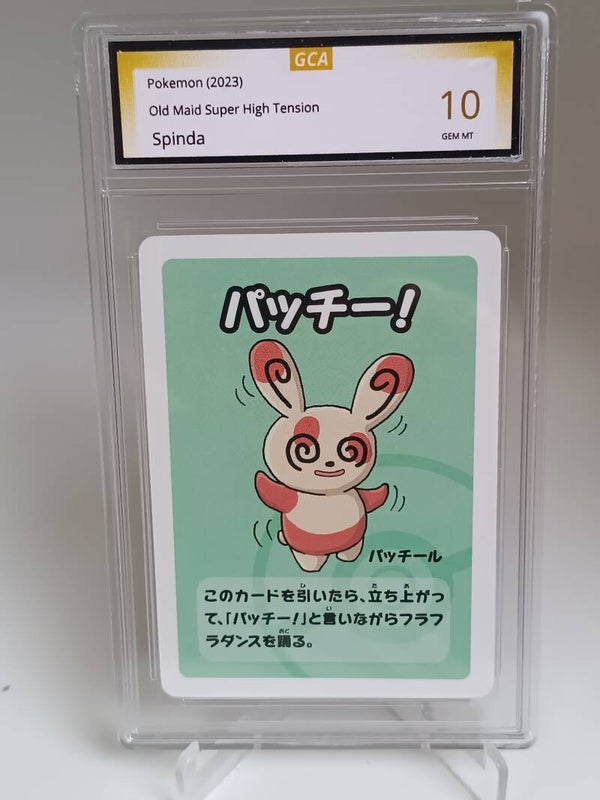 GCA
Pokemon (2023)
Old Maid Super High Tension
Spinda
10
GEM MT
パッチー!
パッチール
このカードを引いたら、立ち上がっ
て、「パッチー!」と言いながらフラフ
ラダンスを踊る。